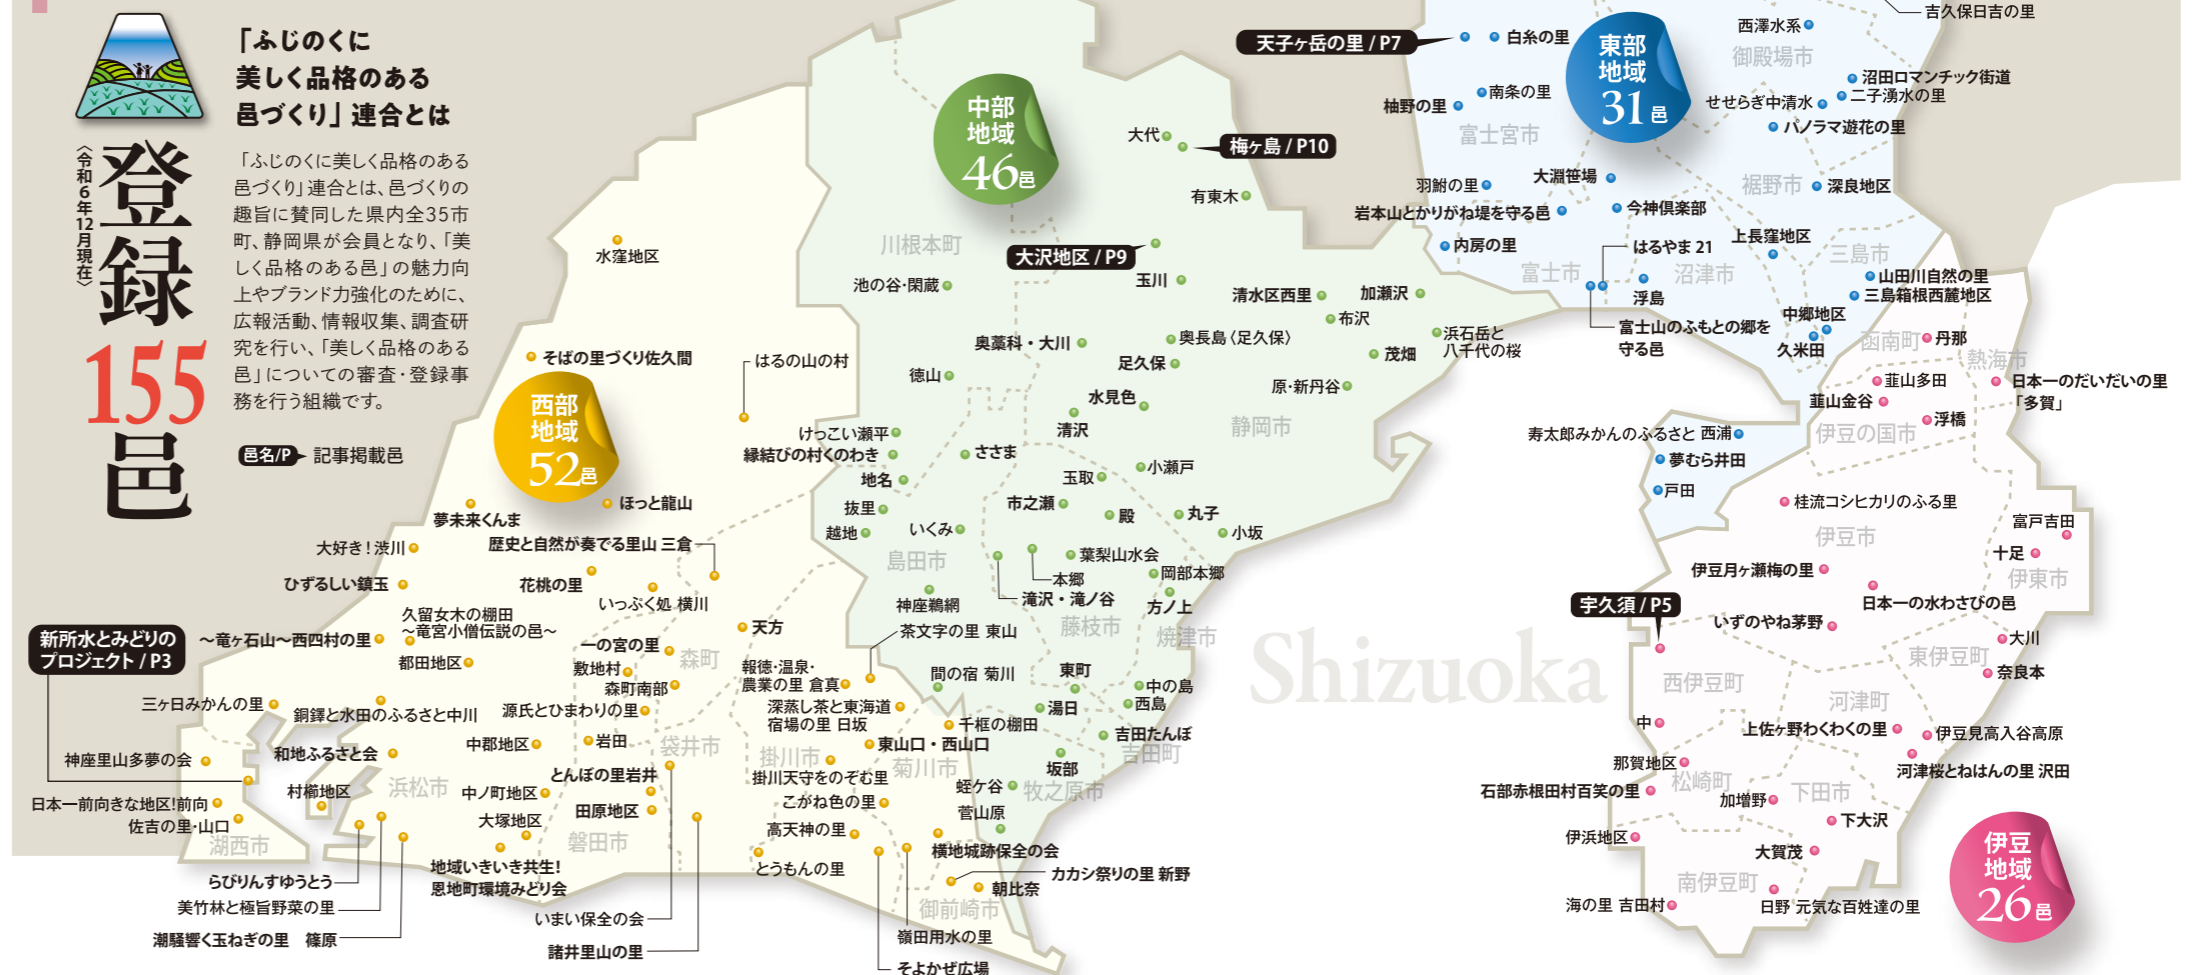 「ふじのくに
美しく品格のある
邑づくり」連合とは
登録155邑
〈令和6年12月現在〉
「ふじのくに美しく品格のある
邑づくり」連合とは、邑づくりの
趣旨に賛同した県内全35市
町、静岡県が会員となり、「美
しく品格のある邑」の魅力向
上やブランド力強化のために、
広報活動、情報収集、調査研
究を行い、「美しく品格のある
邑」についての審査・登録事
務を行う組織です。
邑名/P 記事掲載邑
西部
地域
52邑
水窪地区
そばの里づくり佐久間
はるの山の村
ほっと龍山
夢未来くんま
大好き！渋川
歴史と自然が奏でる里山 三倉
ひずるしい鎮玉
花桃の里
いっぷく処 横川
久留女木の棚田
～竜宮小僧伝説の邑～
～竜ヶ石山～西四村の里
新所水とみどりの
プロジェクト / P3
都田地区
一の宮の里
天方
敷地村
森町
森町南部
報徳・温泉・
農業の里 倉真
茶文字の里 東山
三ヶ日みかんの里
銅鐸と水田のふるさと中川
源氏とひまわりの里
深蒸し茶と東海道
宿場の里 日坂
千框の棚田
神座里山多夢の会
和地ふるさと会
中郡地区
岩田
袋井市
掛川市
東山口・西山口
菊川市
掛川天守をのぞむ里
とんぼの里岩井
浜松市
村櫛地区
中ノ町地区
日本一前向きな地区！前向
佐吉の里・山口
湖西市
大塚地区
田原地区
磐田市
こがね色の里
高天神の里
とうもんの里
横地城跡保全の会
地域いきいき共生！
恩地町環境みどり会
らびりんすゆうとう
美竹林と極旨野菜の里
潮騒響く玉ねぎの里　篠原
いまい保全の会
諸井里山の里
カカシ祭りの里 新野
朝比奈
御前崎市
嶺田用水の里
そよかぜ広場
中部
地域
46邑
大代
梅ヶ島 / P10
有東木
川根本町
大沢地区 / P9
池の谷・閑蔵
玉川
清水区西里
加瀬沢
布沢
奥藁科・大川
奥長島〈足久保〉
浜石岳と
八千代の桜
足久保
茂畑
徳山
水見色
原・新丹谷
清沢
静岡市
けっこい瀬平
縁結びの村くのわき
ささま
地名
小瀬戸
玉取
抜里
市之瀬
殿
丸子
越地
いくみ
小坂
島田市
葉梨山水会
本郷
岡部本郷
滝沢・滝ノ谷
神座鵜網
方ノ上
藤枝市
焼津市
間の宿 菊川
東町
中の島
湯日
西島
吉田たんぼ
吉田町
坂部
蛭ケ谷
牧之原市
菅山原
東部
地域
31邑
吉久保日吉の里
天子ヶ岳の里 / P7
白糸の里
西澤水系
御殿場市
沼田ロマンチック街道
南条の里
柚野の里
せせらぎ中清水
二子湧水の里
富士宮市
パノラマ遊花の里
羽鮒の里
大淵笹場
裾野市
深良地区
岩本山とかりがね堤を守る邑
今神倶楽部
内房の里
はるやま 21
上長窪地区
三島市
富士市
沼津市
山田川自然の里
浮島
三島箱根西麓地区
富士山のふもとの郷を
守る邑
中郷地区
久米田
寿太郎みかんのふるさと 西浦
夢むら井田
戸田
伊豆
地域
26邑
函南町
丹那
熱海市
韮山多田
日本一のだいだいの里
「多賀」
韮山金谷
浮橋
伊豆の国市
桂流コシヒカリのふる里
富戸吉田
伊豆市
十足
伊豆月ヶ瀬梅の里
伊東市
宇久須 / P5
日本一の水わさびの邑
いずのやね茅野
大川
東伊豆町
奈良本
西伊豆町
河津町
中
上佐ヶ野わくわくの里
伊豆見高入谷高原
那賀地区
河津桜とねはんの里 沢田
石部赤根田村百笑の里
松崎町
加増野
下田市
下大沢
伊浜地区
大賀茂
南伊豆町
海の里 吉田村
日野 元気な百姓達の里
Shizuoka